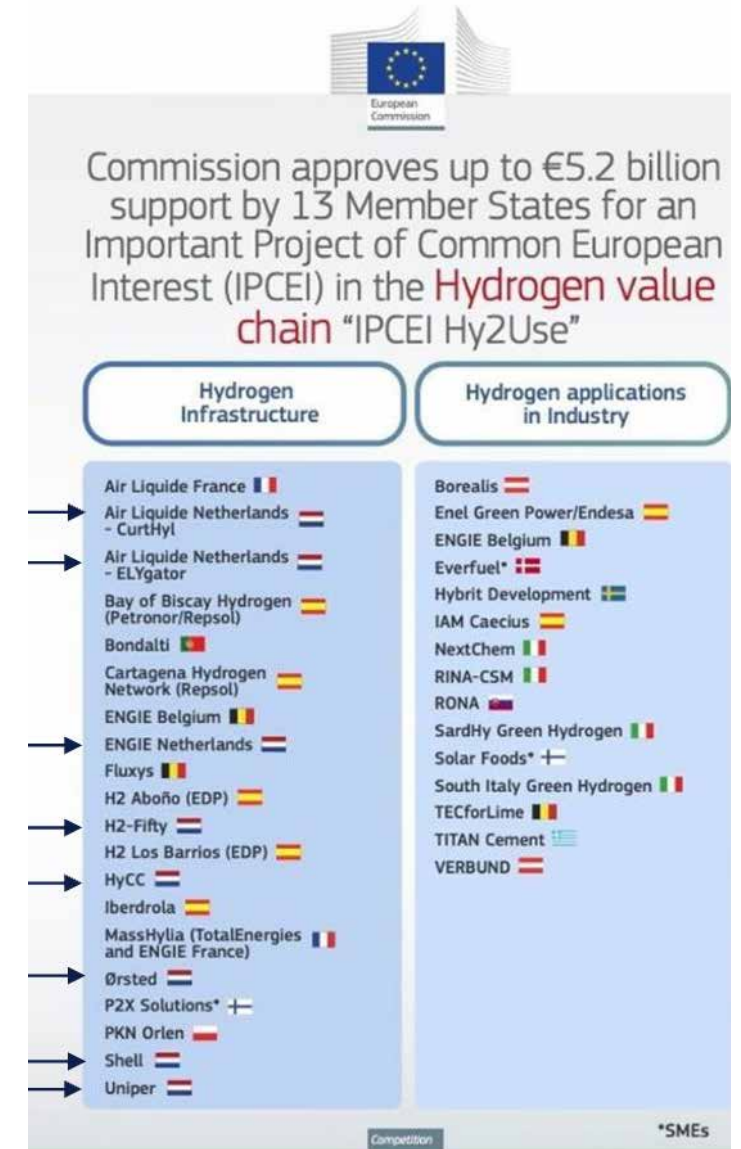 European
Commission
Commission approves up to €5.2 billion
support by 13 Member States for an
Important Project of Common European
Interest (IPCEI) in the Hydrogen value
chain “IPCEI Hy2Use”
Hydrogen
Infrastructure
Air Liquide France
Air Liquide Netherlands
- CurtHyl
Air Liquide Netherlands
- ELYgator
Bay of Biscay Hydrogen
(Petronor/Repsol)
Bondalti
Cartagena Hydrogen
Network (Repsol)
ENGIE Belgium
ENGIE Netherlands
Fluxys
H2 Aboño (EDP)
H2-Fifty
H2 Los Barrios (EDP)
HyCC
Iberdrola
MassHylia (TotalEnergies
and ENGIE France)
Ørsted
P2X Solutions*
PKN Orlen
Shell
Uniper
Hydrogen applications
in Industry
Borealis
Enel Green Power/Endesa
ENGIE Belgium
Everfuel*
Hybrit Development
IAM Caecius
NextChem
RINA-CSM
RONA
SardHy Green Hydrogen
Solar Foods*
South Italy Green Hydrogen
TECforLime
TITAN Cement
VERBUND
*SMEs
Competition